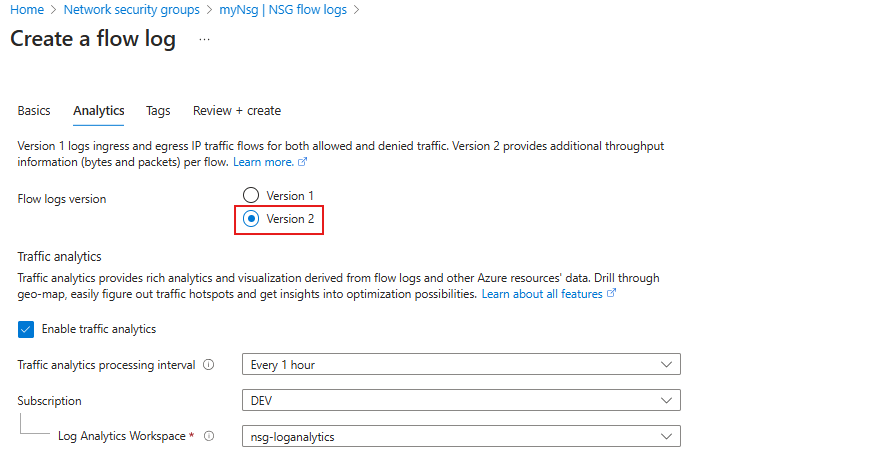 Home > Network security groups > myNsg | NSG flow logs >
Create a flow log ...
Basics Analytics Tags Review + create
Version 1 logs ingress and egress IP traffic flows for both allowed and denied traffic. Version 2 provides additional throughput
information (bytes and packets) per flow. Learn more.
Flow logs version
Version 1
Version 2
Traffic analytics
Traffic analytics provides rich analytics and visualization derived from flow logs and other Azure resources' data. Drill through
geo-map, easily figure out traffic hotspots and get insights into optimization possibilities. Learn about all features
Enable traffic analytics
Traffic analytics processing interval Every 1 hour
Subscription DEV
Log Analytics Workspace * nsg-loganalytics